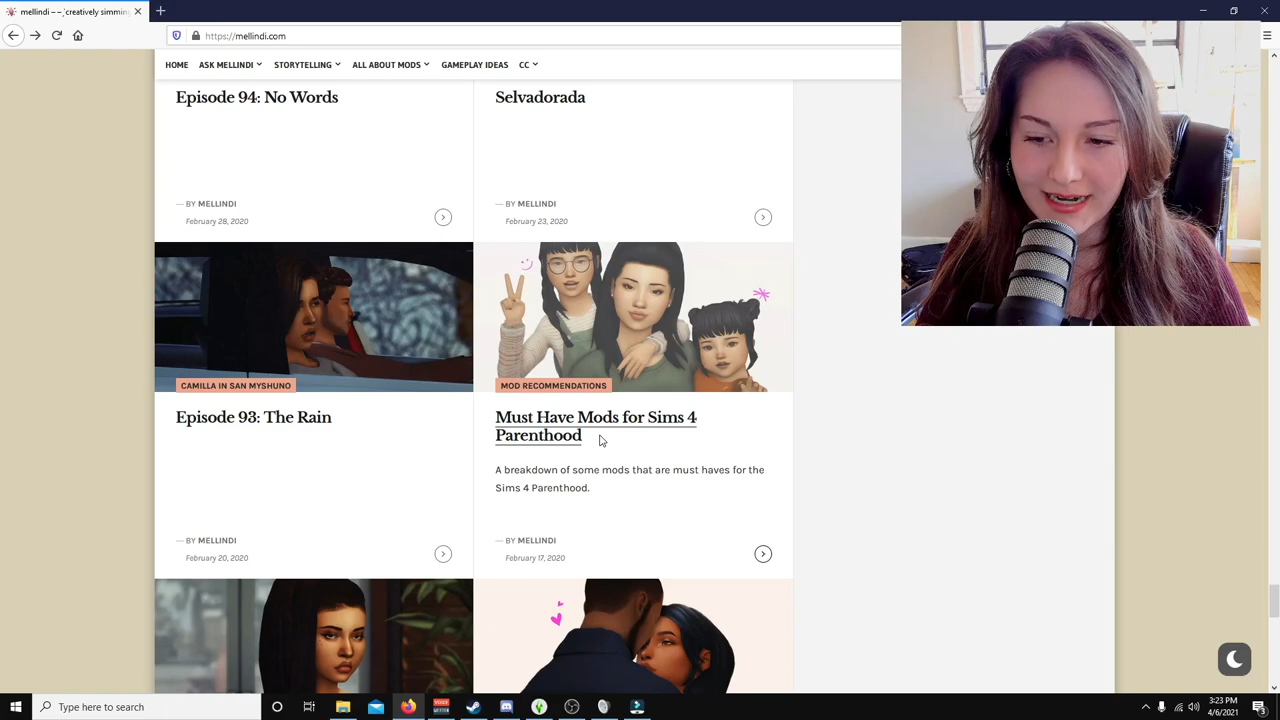 mellindi -- creatively simming
https://mellindi.com
HOME ASK MELLINDI STORYTELLING ALL ABOUT MODS GAMEPLAY IDEAS CC
Episode 94: No Words
— BY MELLINDI
February 28, 2020
Selvadorada
— BY MELLINDI
February 23, 2020
CAMILLA IN SAN MYSHUNO
Episode 93: The Rain
— BY MELLINDI
February 20, 2020
MOD RECOMMENDATIONS
Must Have Mods for Sims 4
Parenthood
A breakdown of some mods that are must haves for the
Sims 4 Parenthood.
— BY MELLINDI
February 17, 2020
Type here to search
3:23 PM
4/6/2021
3